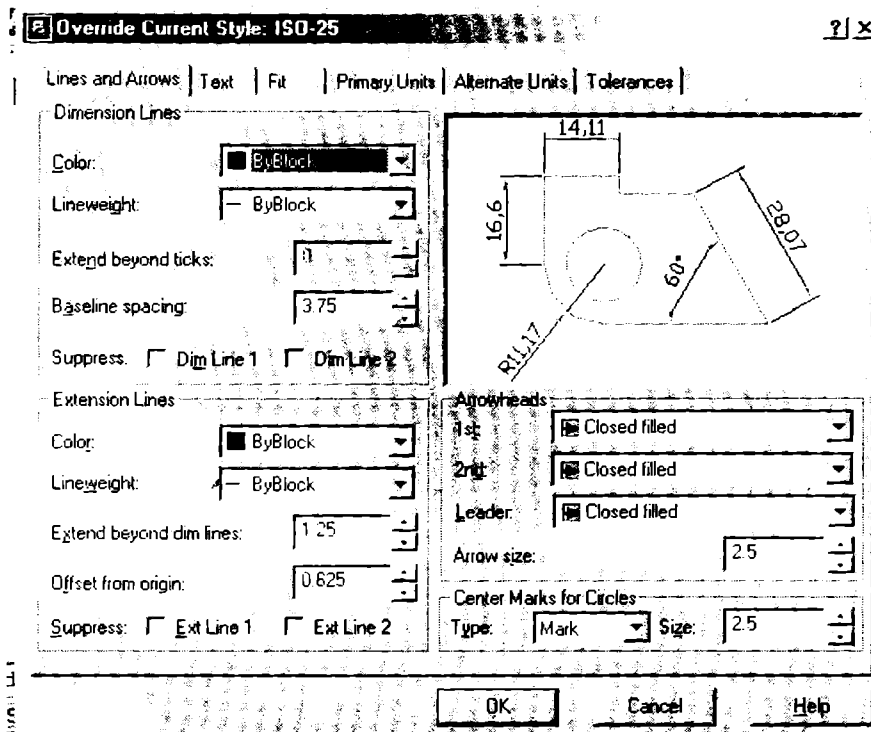 Override Current Style: ISO-25
Lines and Arrows Text Fit Primary Units Alternate Units Tolerances
Dimension Lines
Color: ByBlock
Lineweight: ByBlock
Extend beyond ticks: 0
Baseline spacing: 3.75
Suppress. Dim Line 1 Dim Line 2
Extension Lines
Color: ByBlock
Lineweight: ByBlock
Extend beyond dim lines: 1.25
Offset from origin: 0.625
Suppress: Ext Line 1 Ext Line 2
14,11
16,6
28,07
60°
R11,17
Arrowheads
1st: Closed filled
2nd: Closed filled
Leader: Closed filled
Arrow size: 2.5
Center Marks for Circles
Type: Mark Size: 2.5
OK Cancel Help